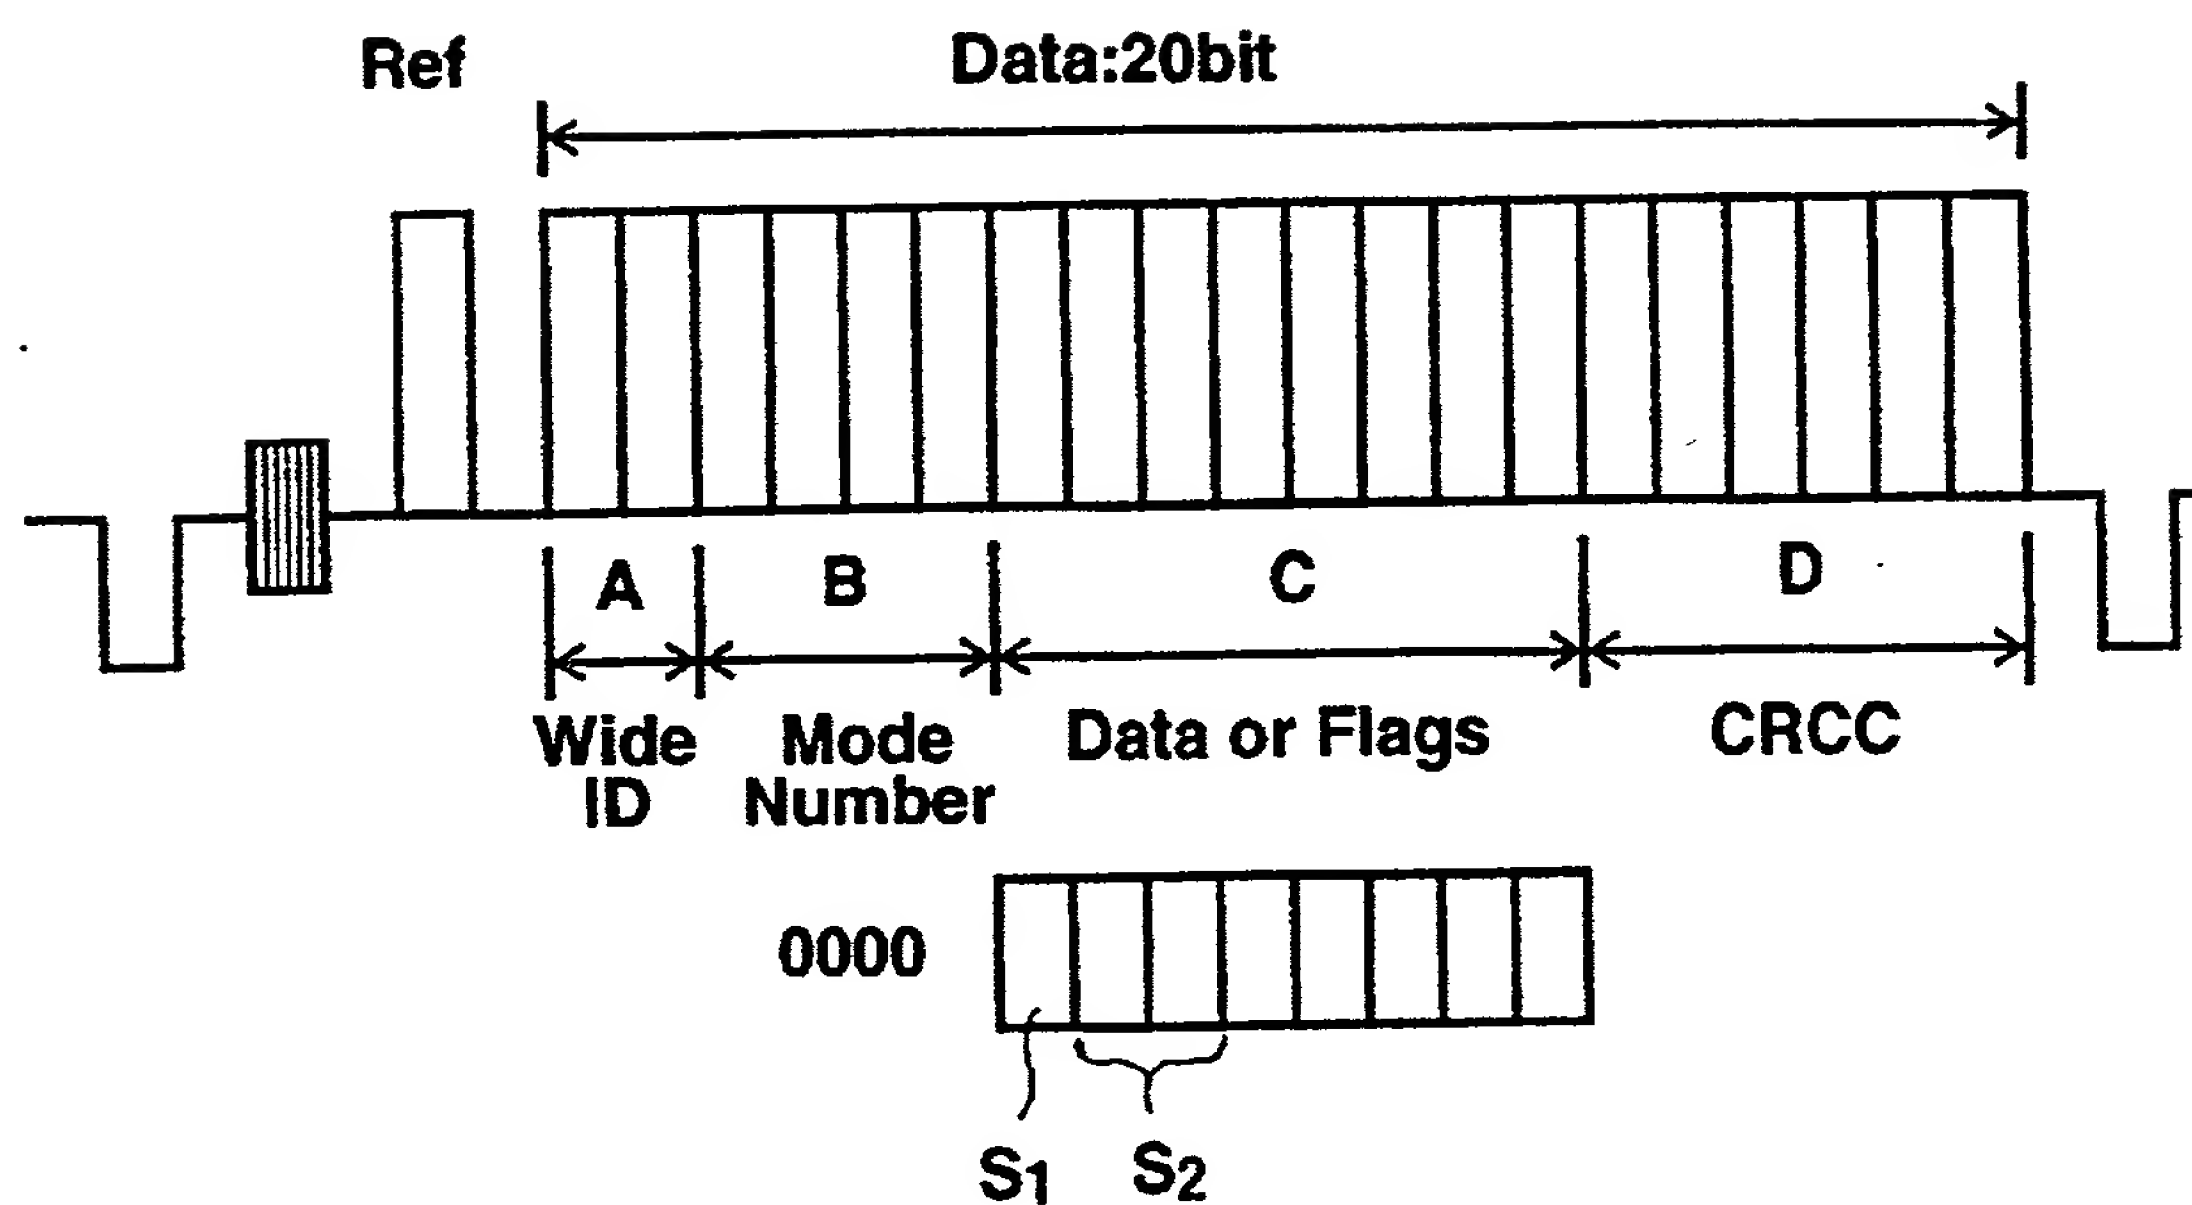 Ref
Data:20bit
A
B
C
D
Wide
ID
Mode
Number
Data or Flags
CRCC
0000
S1
S2